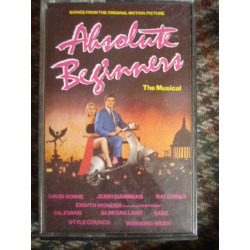 SONGS FROM THE ORIGINAL MOTION PICTURE
Absolute
Beginners
The Musical
DAVID BOWIE JERRY DAMMERS RAY DAVIES
EIGHTH WONDER
GIL EVANS SLIM GAILLARD SADE
STYLE COUNCIL WORKING WEEK